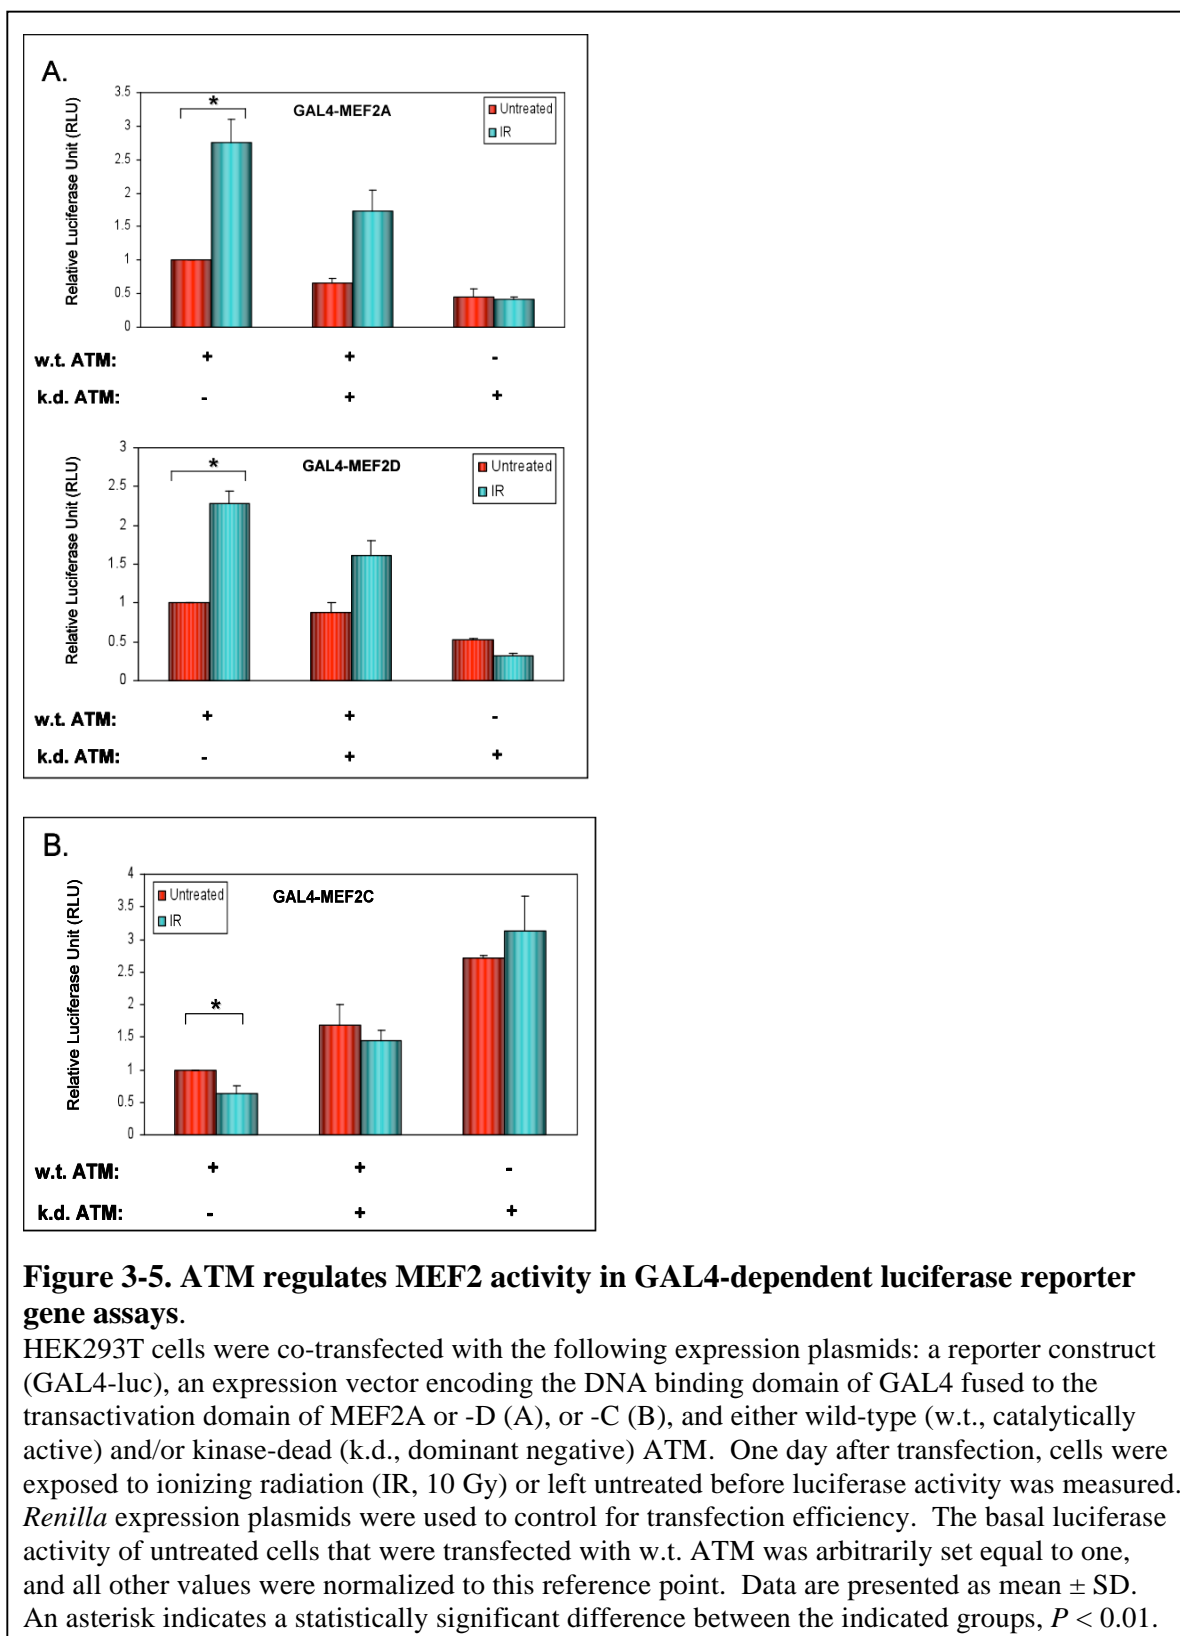 A.
GAL4-MEF2A
Untreated
IR
*
Relative Luciferase Unit (RLU)
3.5
3
2.5
2
1.5
1
0.5
0
w.t. ATM: + + -
k.d. ATM: - + +
GAL4-MEF2D
Untreated
IR
*
Relative Luciferase Unit (RLU)
3
2.5
2
1.5
1
0.5
0
w.t. ATM: + + -
k.d. ATM: - + +
B.
GAL4-MEF2C
Untreated
IR
*
Relative Luciferase Unit (RLU)
4
3.5
3
2.5
2
1.5
1
0.5
0
w.t. ATM: + + -
k.d. ATM: - + +
Figure 3-5. ATM regulates MEF2 activity in GAL4-dependent luciferase reporter
gene assays.
HEK293T cells were co-transfected with the following expression plasmids: a reporter construct
(GAL4-luc), an expression vector encoding the DNA binding domain of GAL4 fused to the
transactivation domain of MEF2A or -D (A), or -C (B), and either wild-type (w.t., catalytically
active) and/or kinase-dead (k.d., dominant negative) ATM. One day after transfection, cells were
exposed to ionizing radiation (IR, 10 Gy) or left untreated before luciferase activity was measured.
Renilla expression plasmids were used to control for transfection efficiency. The basal luciferase
activity of untreated cells that were transfected with w.t. ATM was arbitrarily set equal to one,
and all other values were normalized to this reference point. Data are presented as mean ± SD.
An asterisk indicates a statistically significant difference between the indicated groups, P < 0.01.